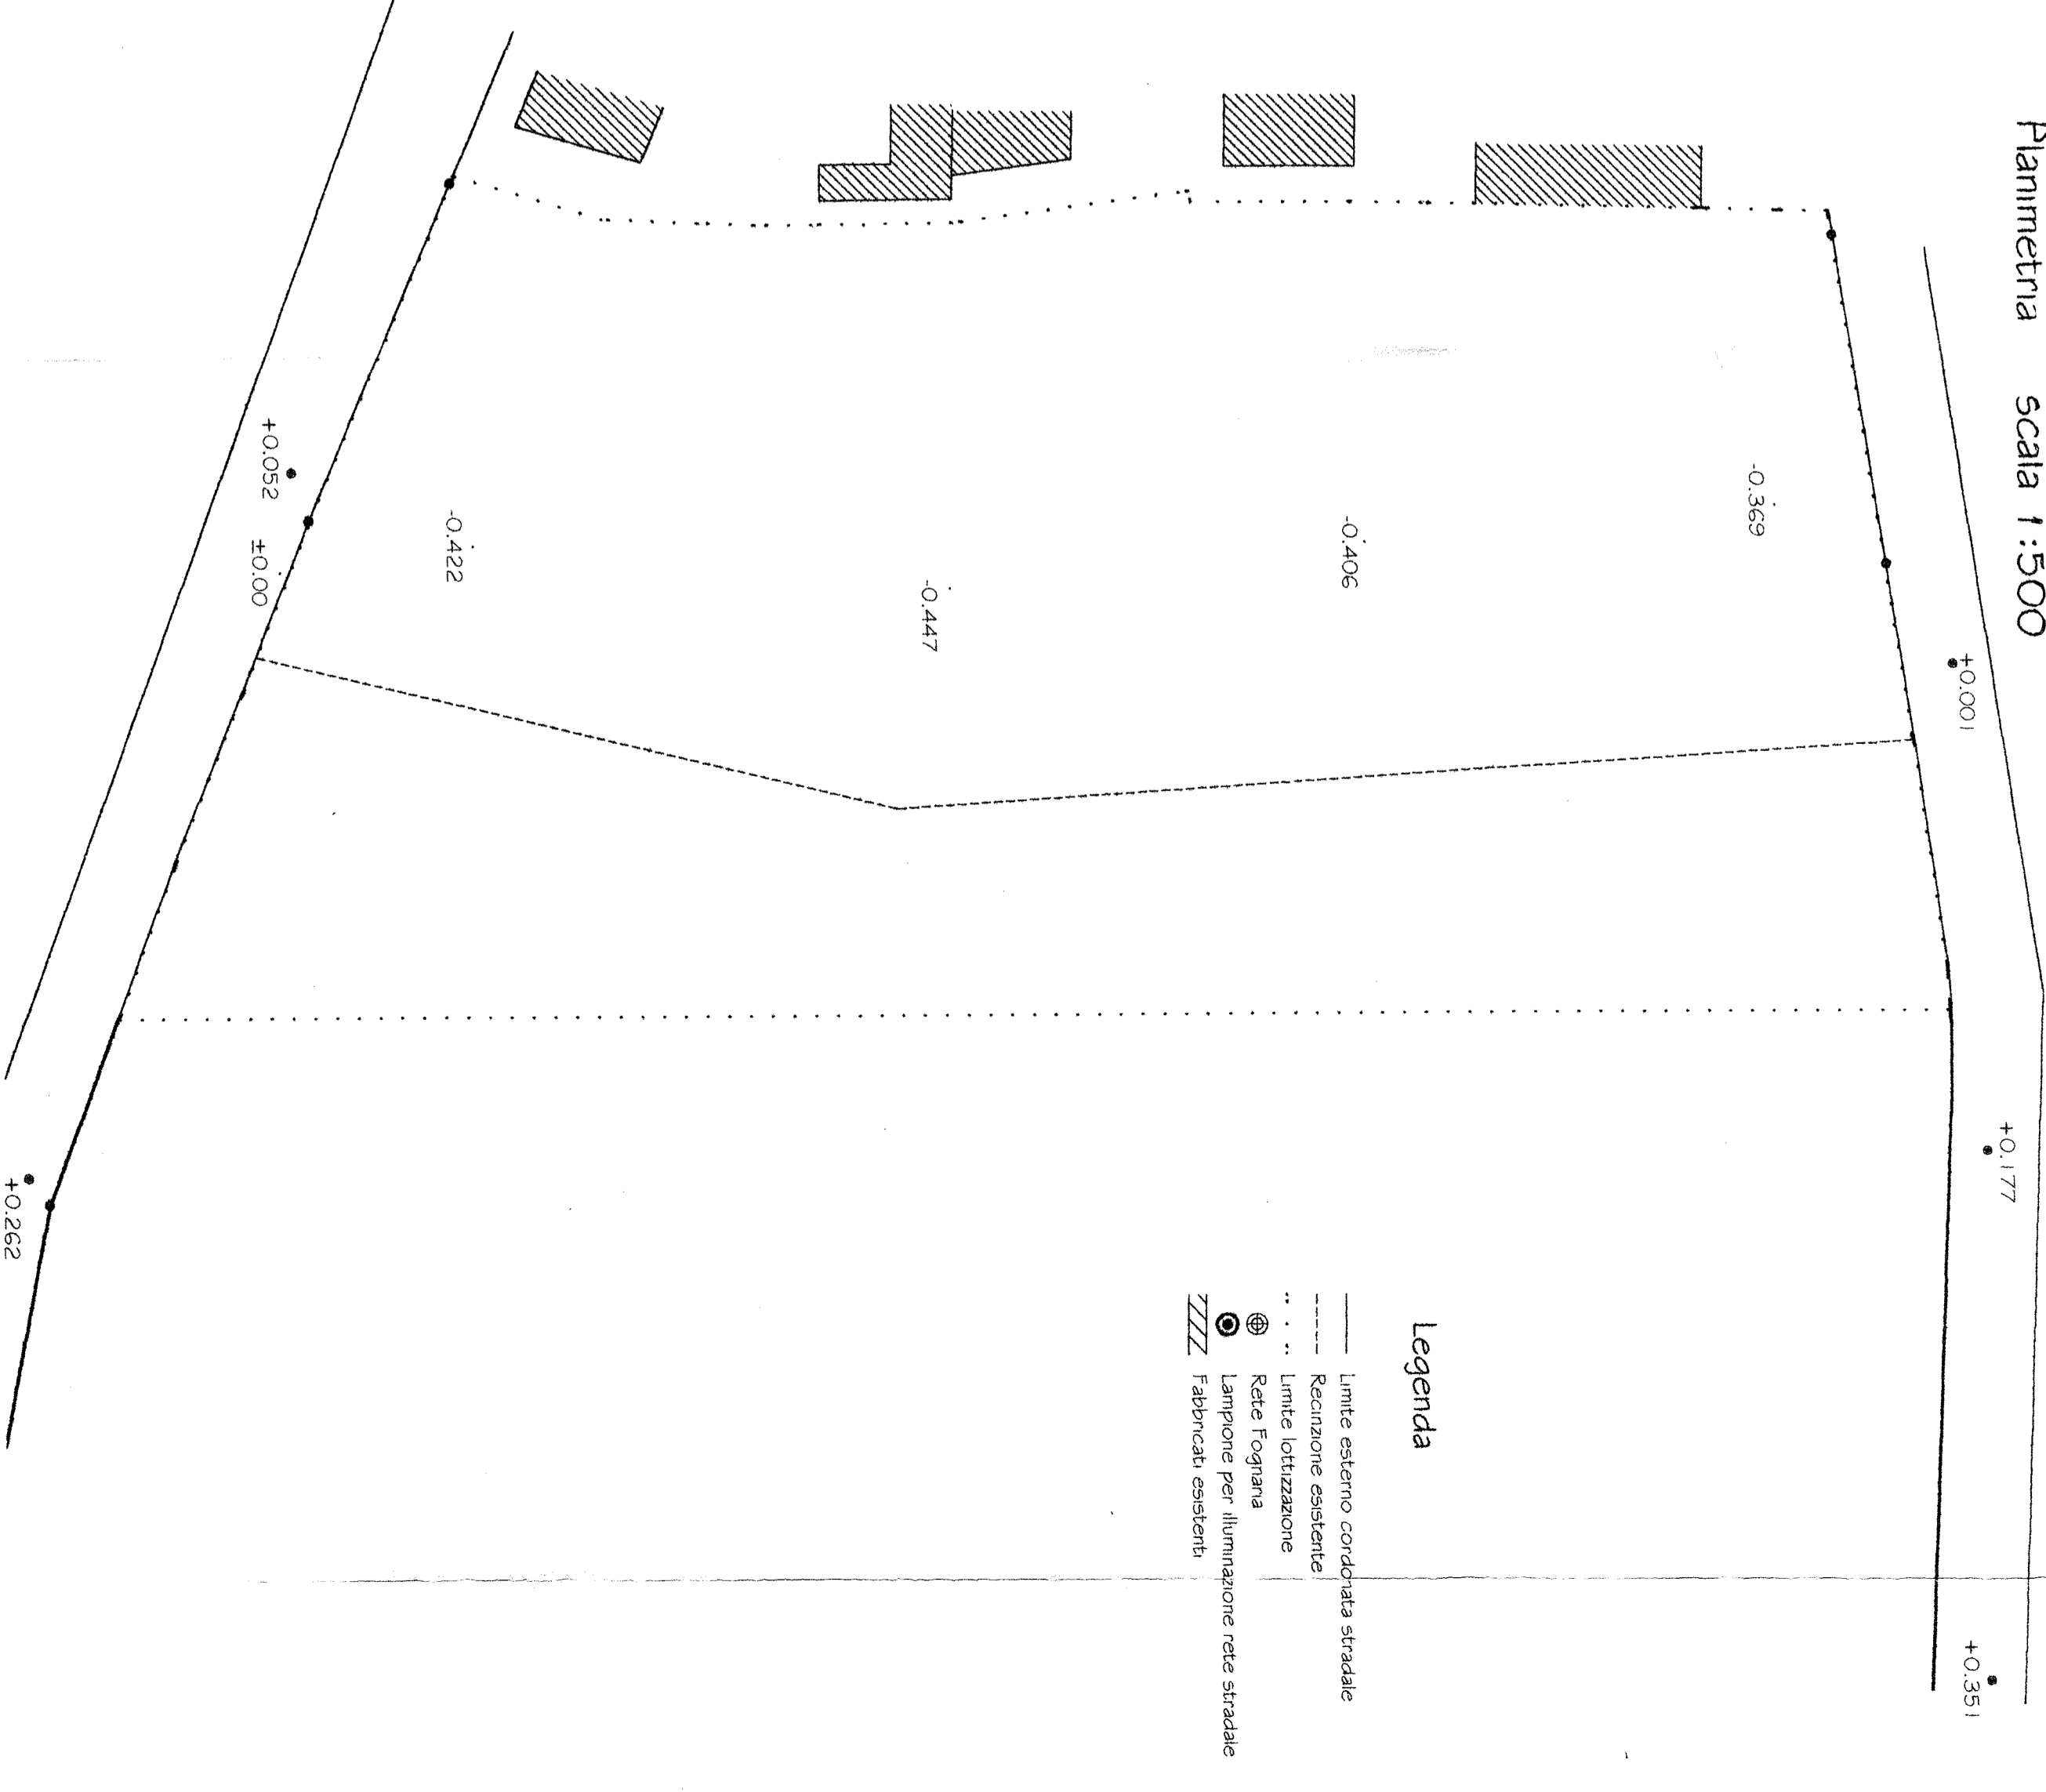 Planimetria scala 1:500
+0.001
+0.177
+0.351
-0.369
-0.406
-0.447
-0.422
+0.052
±0.00
+0.262
Legenda
Limite esterno cordonata stradale
Recinzione esistente
Limite lottizzazione
Rete Fognaria
Lampione per illuminazione rete stradale
Fabbricati esistenti